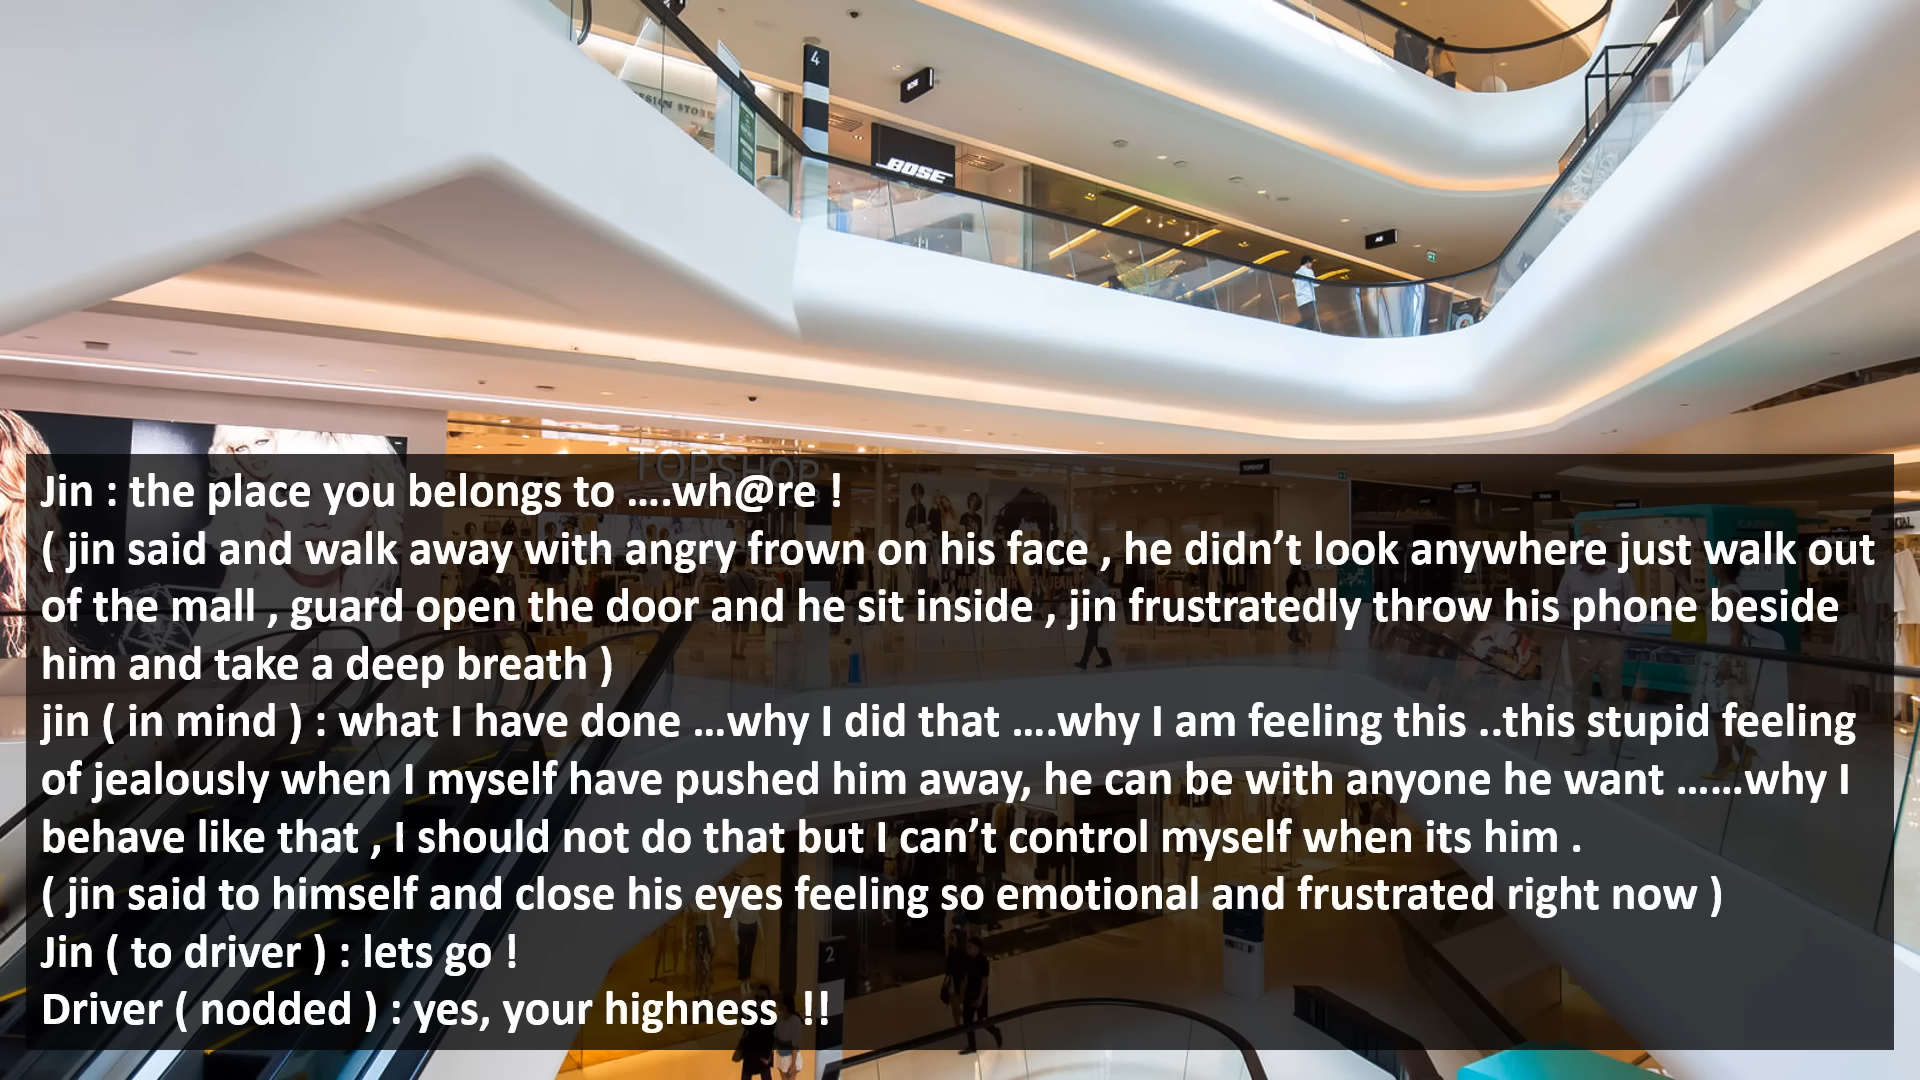 4
DESIGN STORE
BOSE
TOPSHOP
Jin : the place you belongs to ….wh@re !
( jin said and walk away with angry frown on his face , he didn’t look anywhere just walk out
of the mall , guard open the door and he sit inside , jin frustratedly throw his phone beside
him and take a deep breath )
jin ( in mind ) : what I have done …why I did that ….why I am feeling this ..this stupid feeling
of jealously when I myself have pushed him away, he can be with anyone he want ……why I
behave like that , I should not do that but I can’t control myself when its him .
( jin said to himself and close his eyes feeling so emotional and frustrated right now )
Jin ( to driver ) : lets go !
Driver ( nodded ) : yes, your highness  !!
2